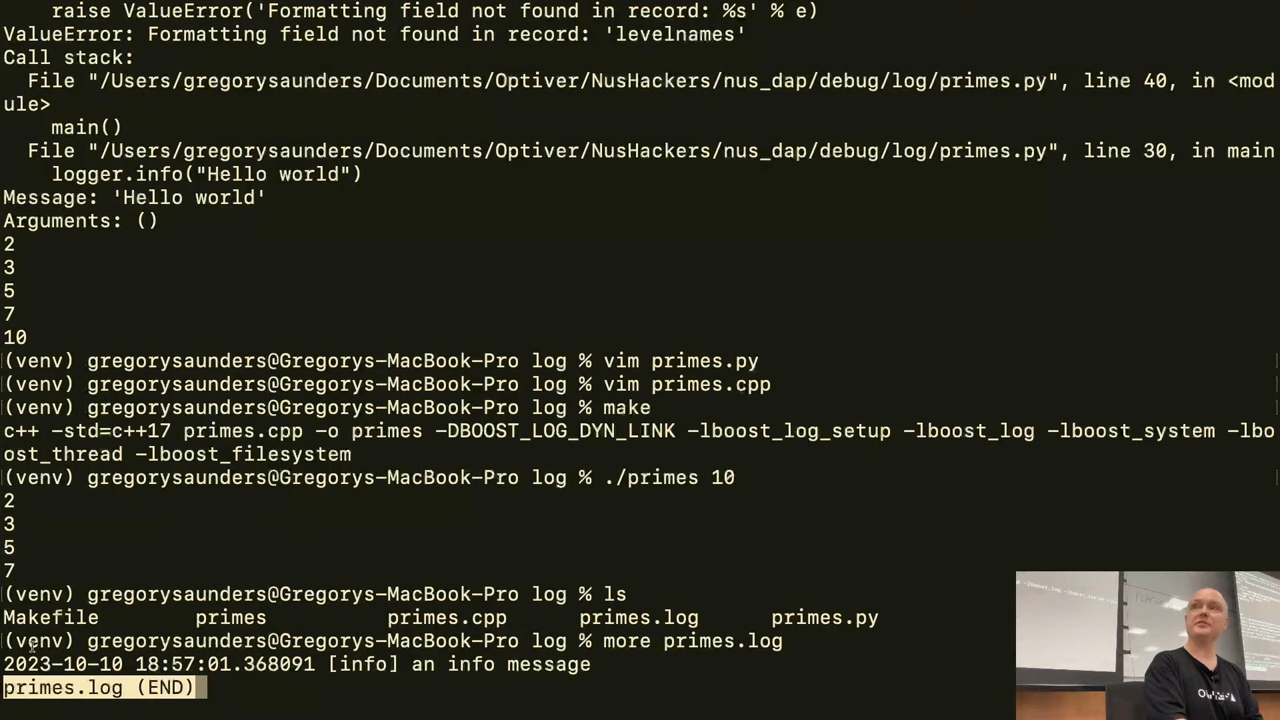 raise ValueError('Formatting field not found in record: %s' % e)
ValueError: Formatting field not found in record: 'levelnames'
Call stack:
  File "/Users/gregorysaunders/Documents/Optiver/NusHackers/nus_dap/debug/log/primes.py", line 40, in <mod
ule>
    main()
  File "/Users/gregorysaunders/Documents/Optiver/NusHackers/nus_dap/debug/log/primes.py", line 30, in main
    logger.info("Hello world")
Message: 'Hello world'
Arguments: ()
2
3
5
7
10
(venv) gregorysaunders@Gregorys-MacBook-Pro log % vim primes.py
(venv) gregorysaunders@Gregorys-MacBook-Pro log % vim primes.cpp
(venv) gregorysaunders@Gregorys-MacBook-Pro log % make
c++ -std=c++17 primes.cpp -o primes -DBOOST_LOG_DYN_LINK -lboost_log_setup -lboost_log -lboost_system -lbo
ost_thread -lboost_filesystem
(venv) gregorysaunders@Gregorys-MacBook-Pro log % ./primes 10
2
3
5
7
(venv) gregorysaunders@Gregorys-MacBook-Pro log % ls
Makefile        primes          primes.cpp      primes.log      primes.py
(venv) gregorysaunders@Gregorys-MacBook-Pro log % more primes.log
2023-10-10 18:57:01.368091 [info] an info message
primes.log (END)